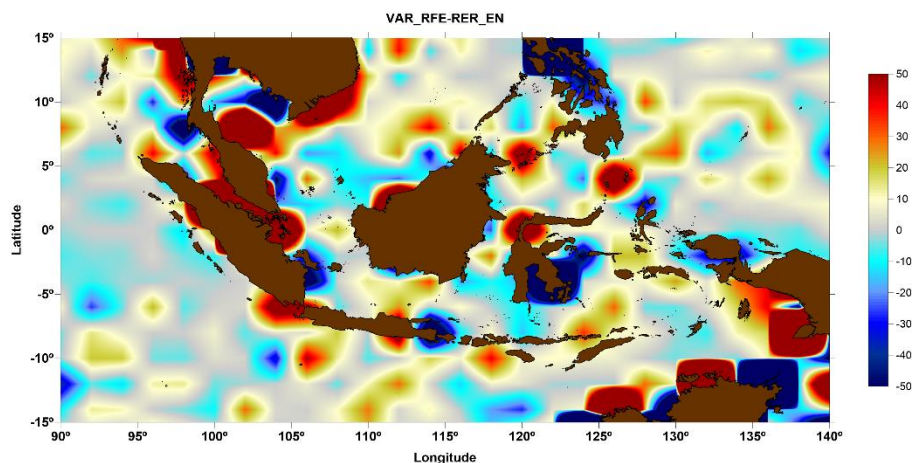 VAR_RFE-RER_EN
15º
10º
5º
0º
-5º
-10º
-15º
Latitude
90º 95º 100º 105º 110º 115º 120º 125º 130º 135º 140º
Longitude
50
40
30
20
10
0
-10
-20
-30
-40
-50